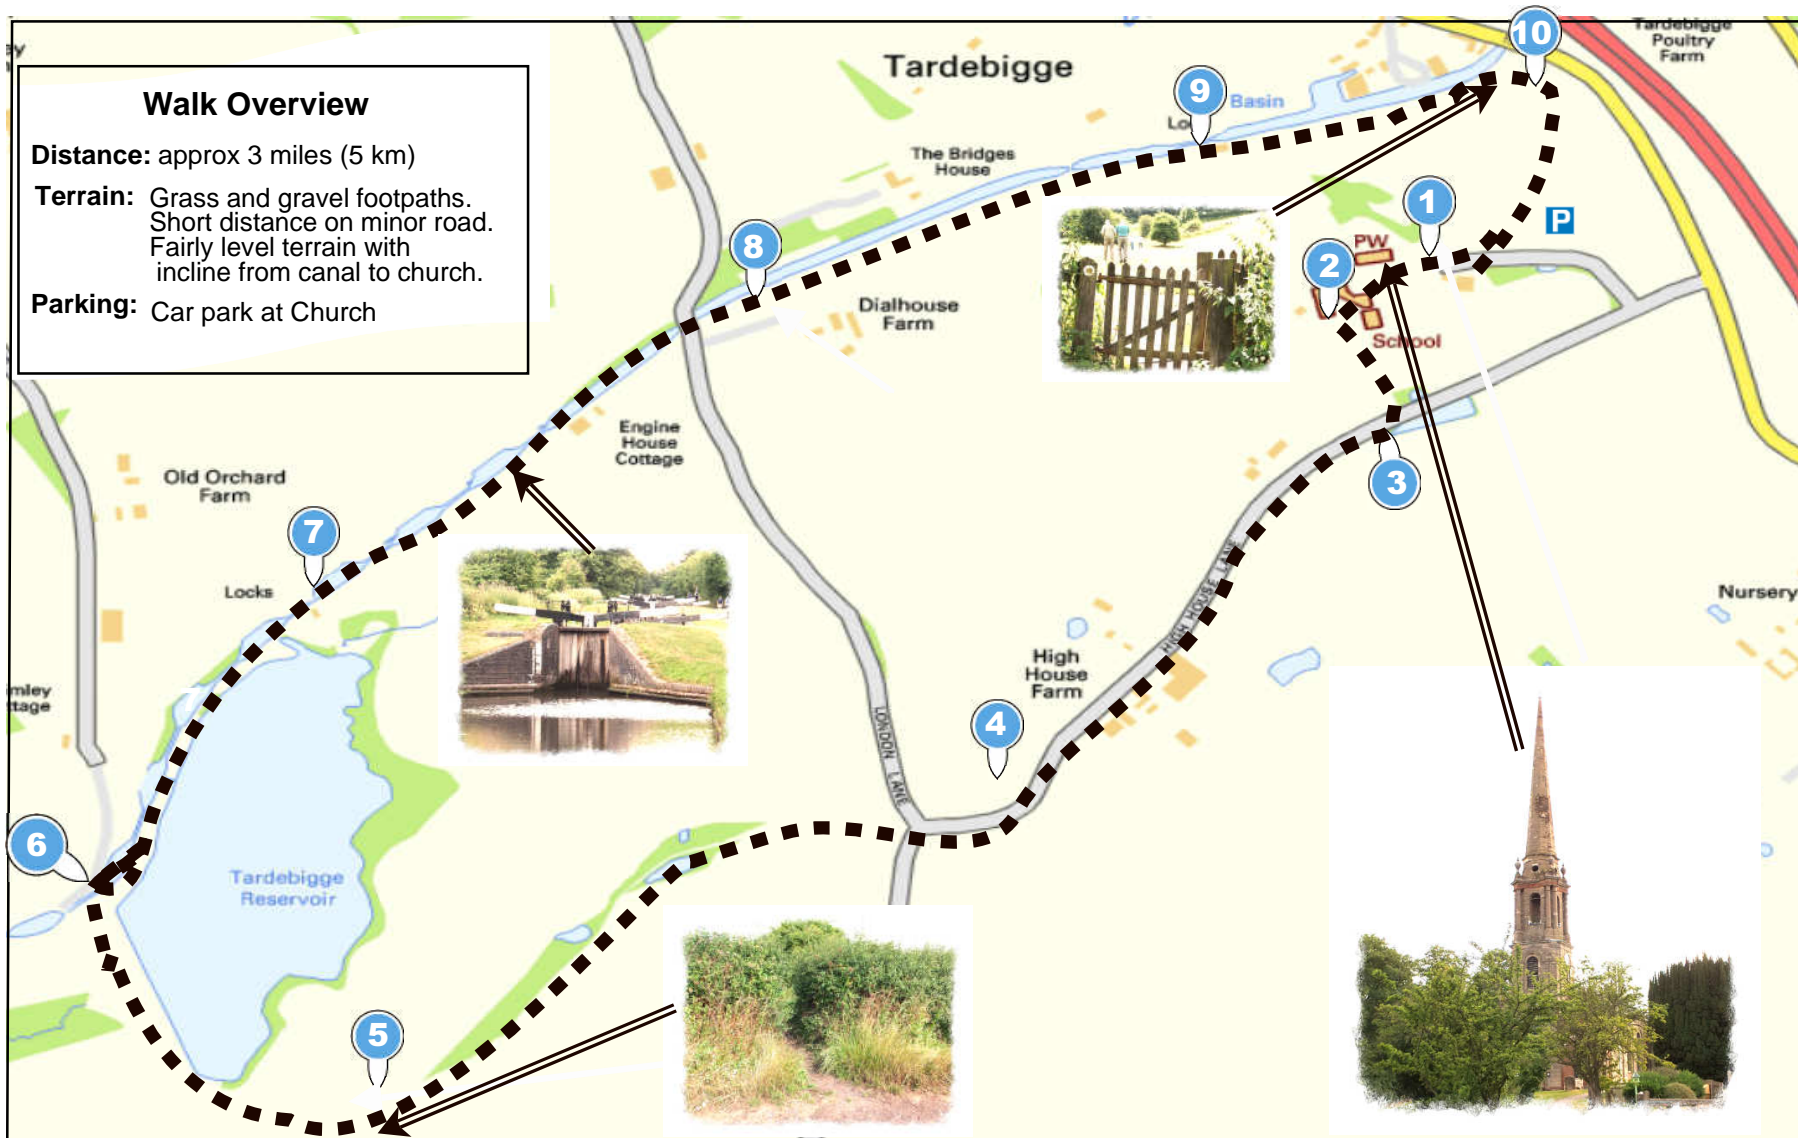 Walk Overview
Distance: approx 3 miles (5 km)
Terrain: Grass and gravel footpaths.
Short distance on minor road.
Fairly level terrain with
incline from canal to church.
Parking: Car park at Church
Tardebigge
10
Tardebigge
Poultry
Farm
9
Basin
The Bridges
House
1
P
PW
2
School
8
Dialhouse
Farm
3
Engine
House
Cottage
Old Orchard
Farm
7
Locks
HIGH HOUSE LANE
Nursery
High
House
Farm
4
LONDON LANE
7
mley
ttage
6
Tardebigge
Reservoir
5